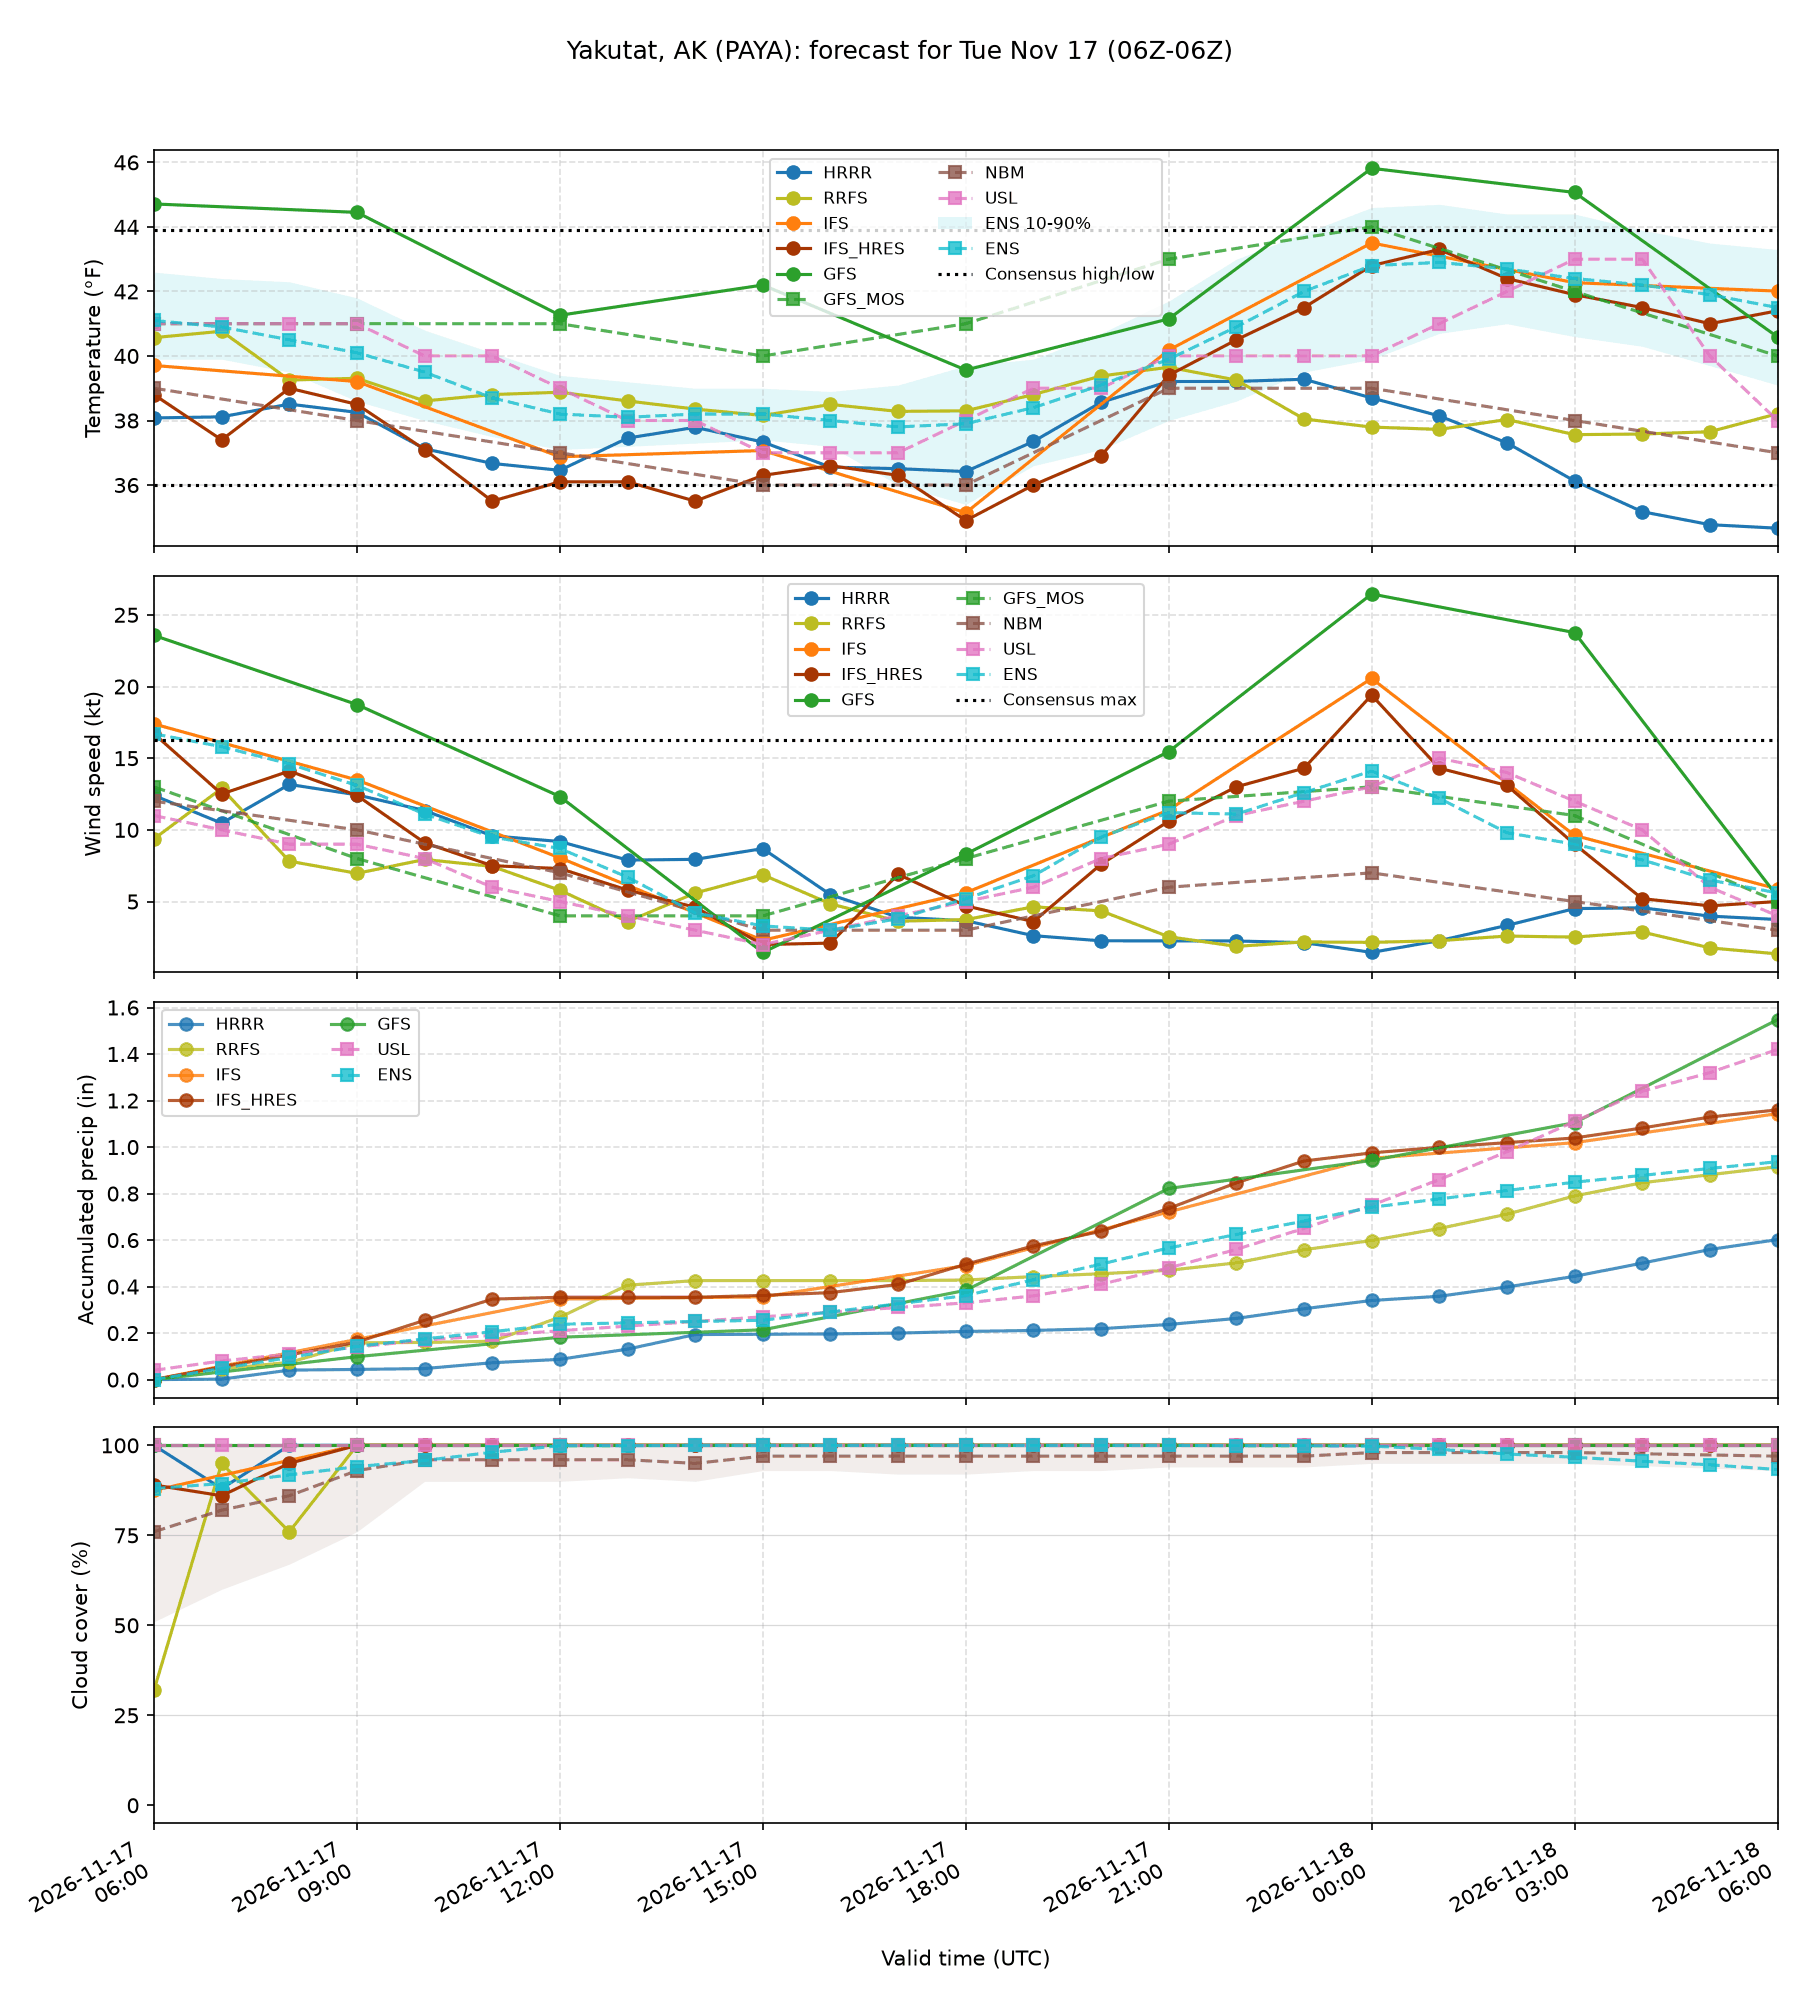 Yakutat, AK (PAYA): forecast for Tue Nov 17 (06Z-06Z)
Temperature (°F)
46
44
42
40
38
36
HRRR
RRFS
IFS
IFS_HRES
GFS
GFS_MOS
NBM
USL
ENS 10-90%
ENS
Consensus high/low
Wind speed (kt)
25
20
15
10
5
HRRR
RRFS
IFS
IFS_HRES
GFS
GFS_MOS
NBM
USL
ENS
Consensus max
Accumulated precip (in)
1.6
1.4
1.2
1.0
0.8
0.6
0.4
0.2
0.0
HRRR
RRFS
IFS
IFS_HRES
GFS
USL
ENS
Cloud cover (%)
100
75
50
25
0
2026-11-17
06:00
2026-11-17
09:00
2026-11-17
12:00
2026-11-17
15:00
2026-11-17
18:00
2026-11-17
21:00
2026-11-18
00:00
2026-11-18
03:00
2026-11-18
06:00
Valid time (UTC)